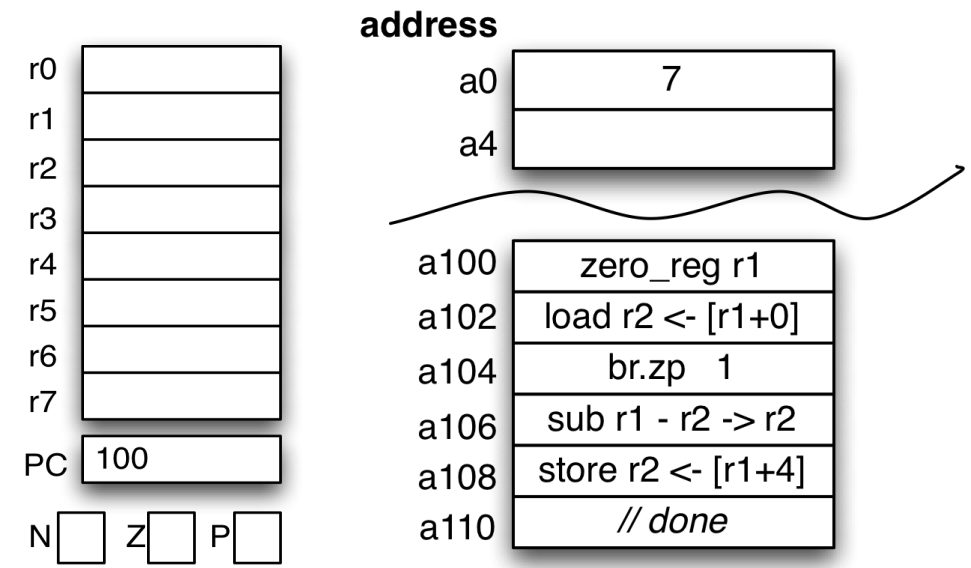 address
r0
r1
r2
r3
r4
r5
r6
r7
PC 100
N Z P
a0 7
a4
a100 zero_reg r1
a102 load r2 <- [r1+0]
a104 br.zp 1
a106 sub r1 - r2 -> r2
a108 store r2 <- [r1+4]
a110 // done